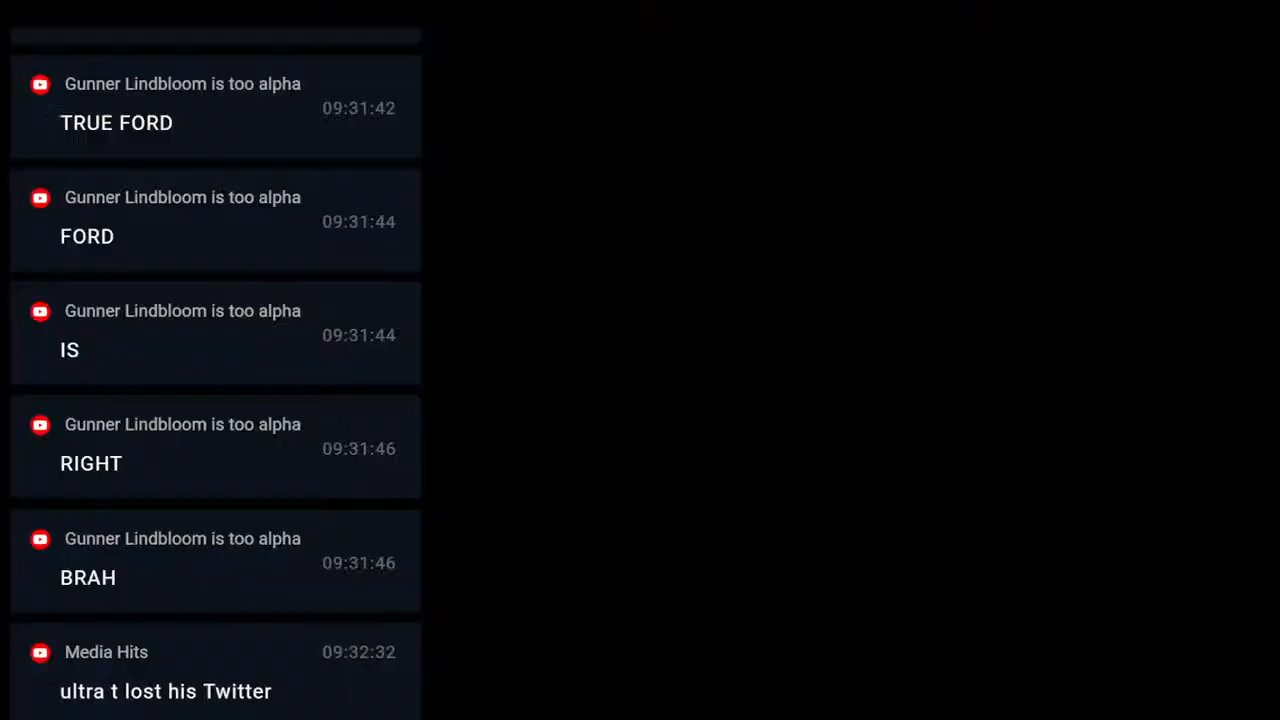 Gunner Lindbloom is too alpha
09:31:42
TRUE FORD
Gunner Lindbloom is too alpha
09:31:44
FORD
Gunner Lindbloom is too alpha
09:31:44
IS
Gunner Lindbloom is too alpha
09:31:46
RIGHT
Gunner Lindbloom is too alpha
09:31:46
BRAH
Media Hits 09:32:32
ultra t lost his Twitter